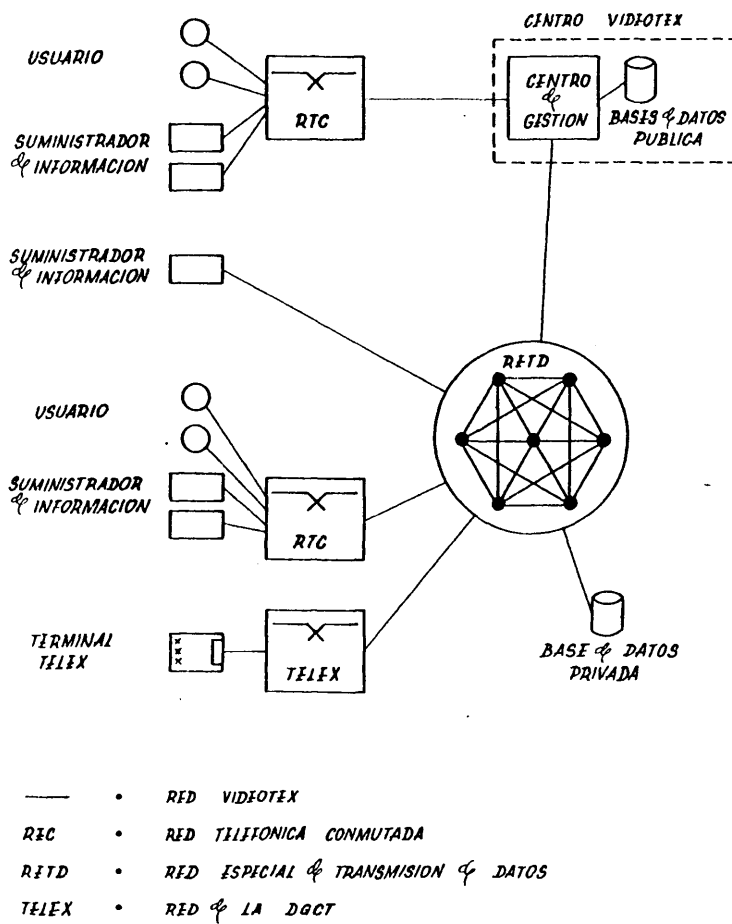 CENTRO VIDEOTEX
USUARIO
RTC
CENTRO
de
GESTION
BASES de DATOS
PUBLICA
SUMINISTRADOR
de INFORMACION
SUMINISTRADOR
de INFORMACION
RETD
USUARIO
SUMINISTRADOR
de INFORMACION
RTC
TERMINAL
TELEX
TELEX
BASE de DATOS
PRIVADA
—— • RED VIDEOTEX
RTC • RED TELEFONICA CONMUTADA
RETD • RED ESPECIAL de TRANSMISION de DATOS
TELEX • RED de LA DGCT